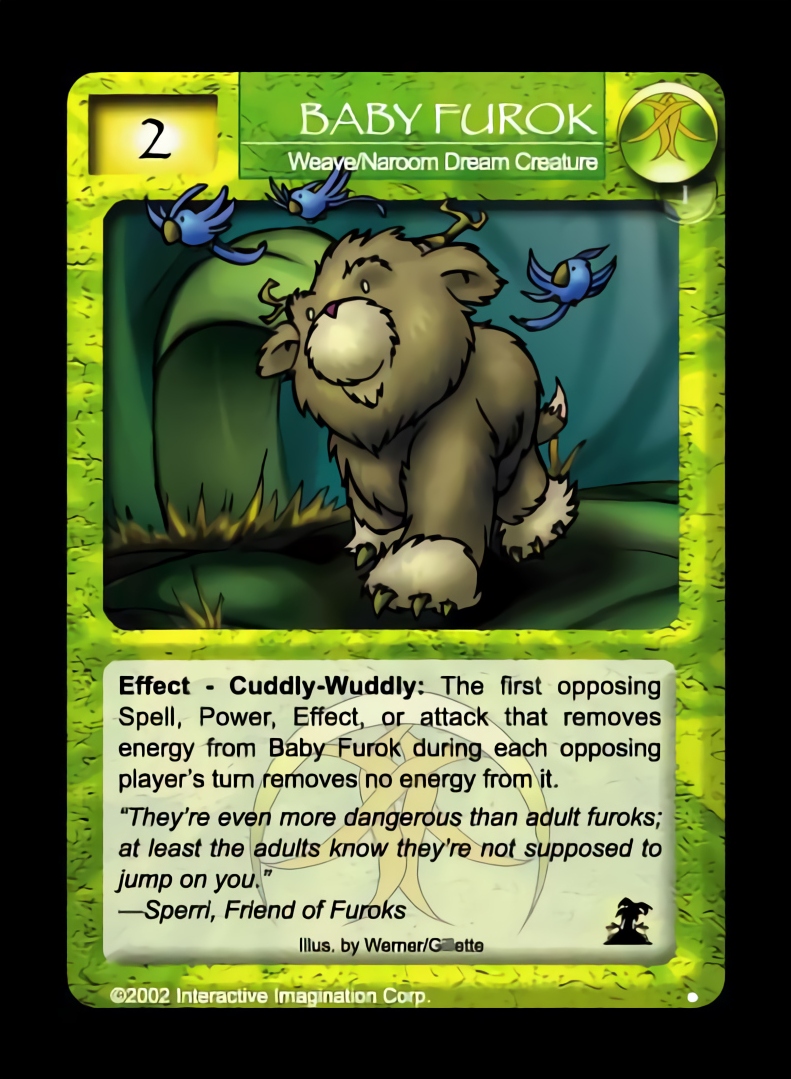 2
BABY FUROK
Weave/Naroom Dream Creature
1
Effect - Cuddly-Wuddly: The first opposing
Spell, Power, Effect, or attack that removes
energy from Baby Furok during each opposing
player's turn removes no energy from it.
"They're even more dangerous than adult furoks;
at least the adults know they're not supposed to
jump on you."
—Sperri, Friend of Furoks
Illus. by
©2002 Interactive Imagination Corp.